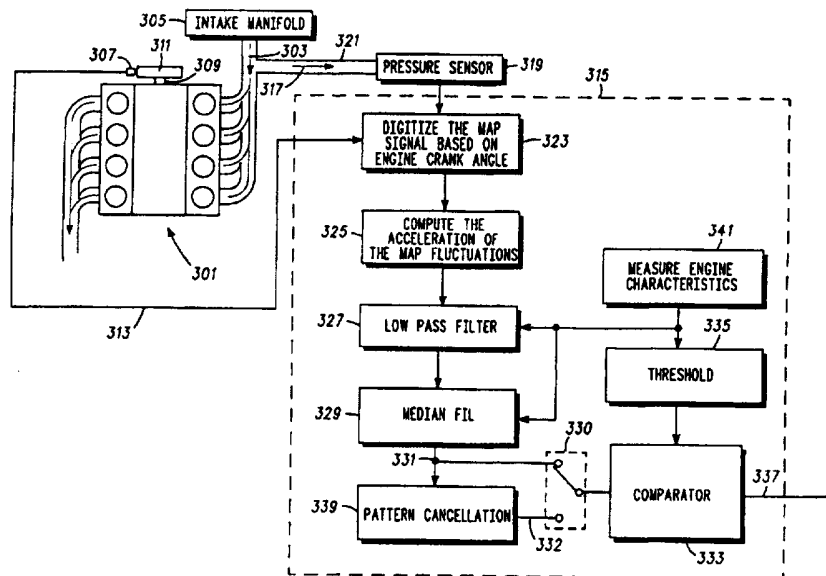 305
INTAKE MANIFOLD
311
307
309
303
321
317
PRESSURE SENSOR
319
315
DIGITIZE THE MAP
SIGNAL BASED ON
ENGINE CRANK ANGLE
323
325
COMPUTE THE
ACCELERATION OF
THE MAP FLUCTUATIONS
341
MEASURE ENGINE
CHARACTERISTICS
301
313
327
LOW PASS FILTER
335
THRESHOLD
329
MEDIAN FIL
330
331
339
PATTERN CANCELLATION
332
COMPARATOR
333
337